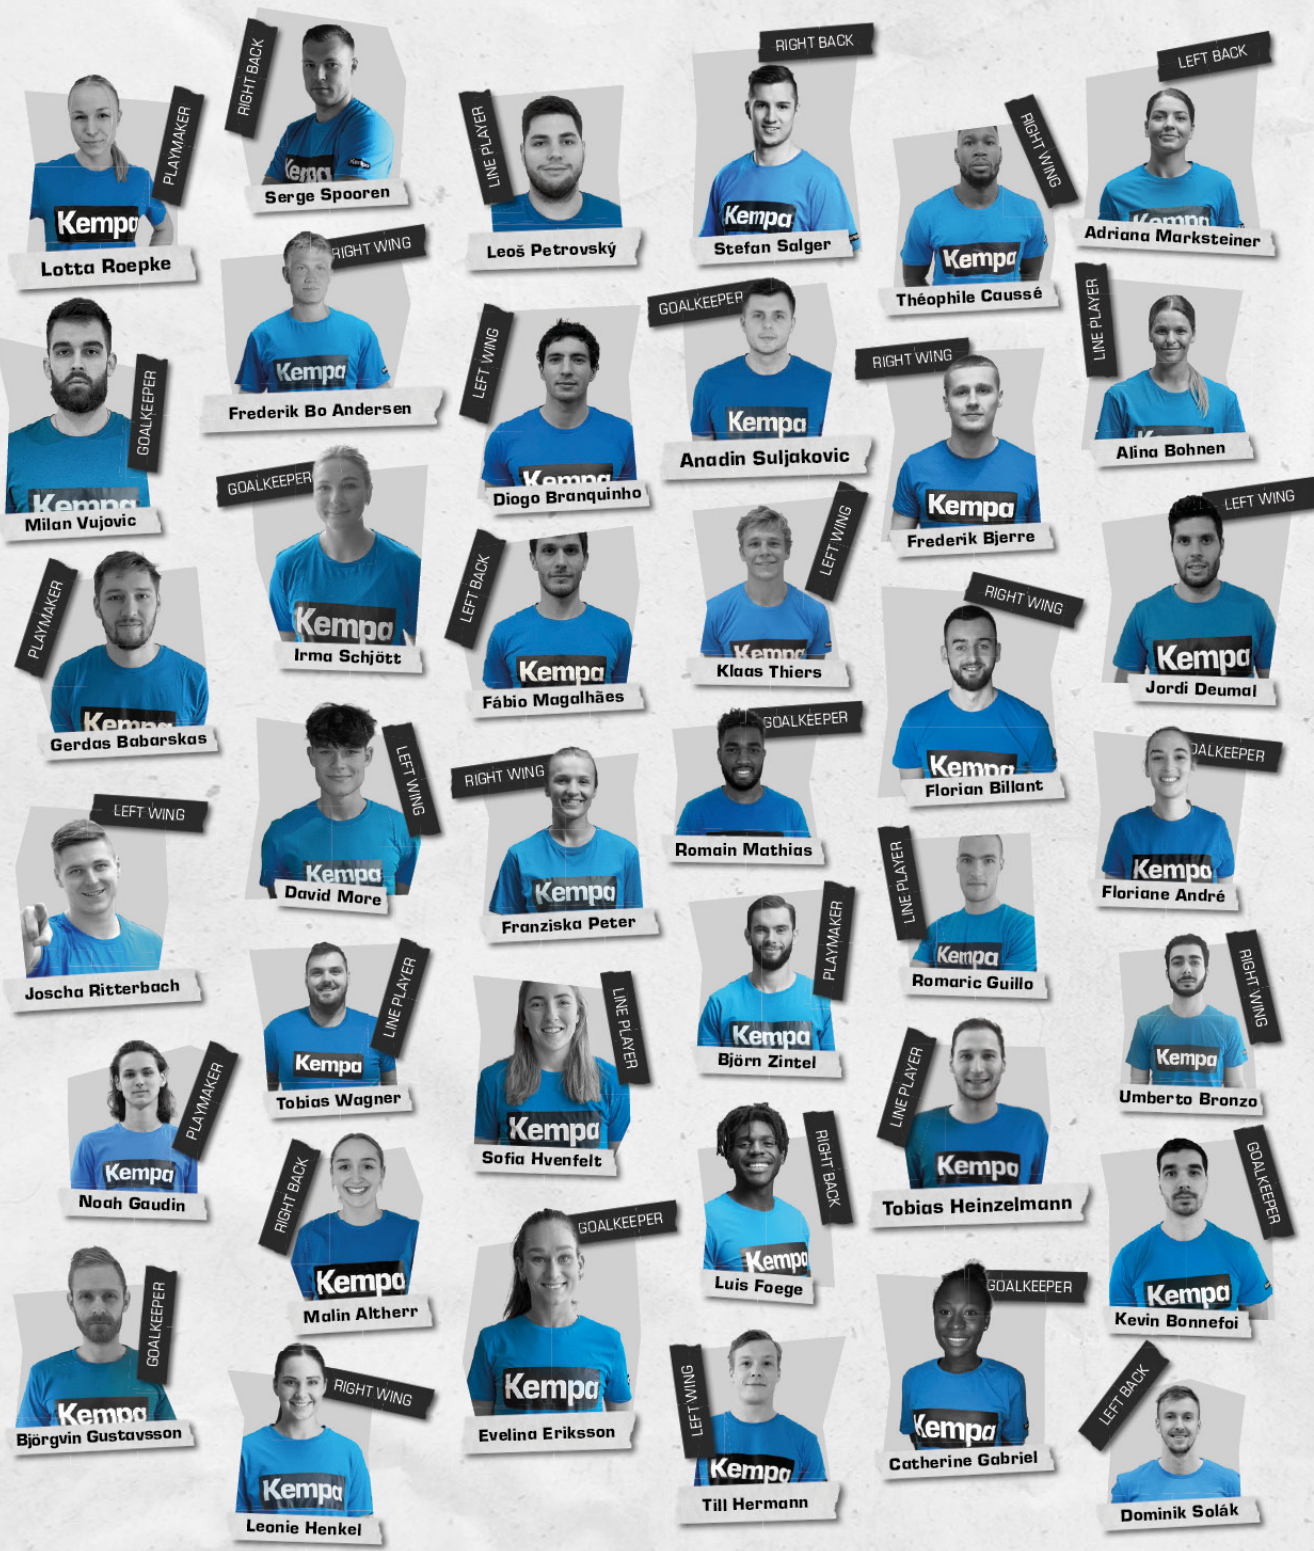 PLAYMAKER
Kempa
Lotta Roepke
RIGHT BACK
Kempa
Serge Spooren
LINE PLAYER
Leoš Petrovský
RIGHT BACK
Kempa
Stefan Salger
RIGHT WING
Kempa
Théophile Caussé
LEFT BACK
Kempa
Adriana Marksteiner
GOALKEEPER
Kempa
Milan Vujovic
RIGHT WING
Kempa
Frederik Bo Andersen
LEFT WING
Kempa
Diogo Branquinho
GOALKEEPER
Kempa
Anadin Suljakovic
RIGHT WING
Kempa
Frederik Bjerre
LINE PLAYER
Alina Bohnen
PLAYMAKER
Kempa
Gerdas Babarskas
GOALKEEPER
Kempa
Irma Schjött
LEFT BACK
Kempa
Fábio Magalhães
LEFT WING
Kempa
Klaas Thiers
RIGHT WING
Kempa
Florian Billant
LEFT WING
Kempa
Jordi Deumal
LEFT WING
Joscha Ritterbach
LEFT WING
Kempa
David More
RIGHT WING
Kempa
Franziska Peter
GOALKEEPER
Romain Mathias
LINE PLAYER
Kempa
Romaric Guillo
OALKEEPER
Kempa
Floriane André
PLAYMAKER
Kempa
Noah Gaudin
LINE PLAYER
Kempa
Tobias Wagner
LINE PLAYER
Kempa
Sofia Hvenfelt
PLAYMAKER
Kempa
Björn Zintel
LINE PLAYER
Kempa
Tobias Heinzelmann
RIGHT WING
Kempa
Umberto Bronzo
GOALKEEPER
Kempa
Björgvin Gustavsson
RIGHT BACK
Kempa
Malin Altherr
GOALKEEPER
Kempa
Evelina Eriksson
RIGHT BACK
Kempa
Luis Foege
GOALKEEPER
Kempa
Catherine Gabriel
GOALKEEPER
Kempa
Kevin Bonnefoi
RIGHT WING
Kempa
Leonie Henkel
LEFT WING
Kempa
Till Hermann
LEFT BACK
Dominik Solák